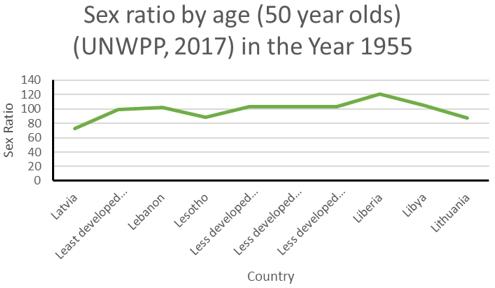 Sex ratio by age (50 year olds)
(UNWPP, 2017) in the Year 1955
140
120
100
80
60
40
20
0
Sex Ratio
Latvia
Least developed...
Lebanon
Lesotho
Less developed...
Less developed...
Less developed...
Liberia
Libya
Lithuania
Country